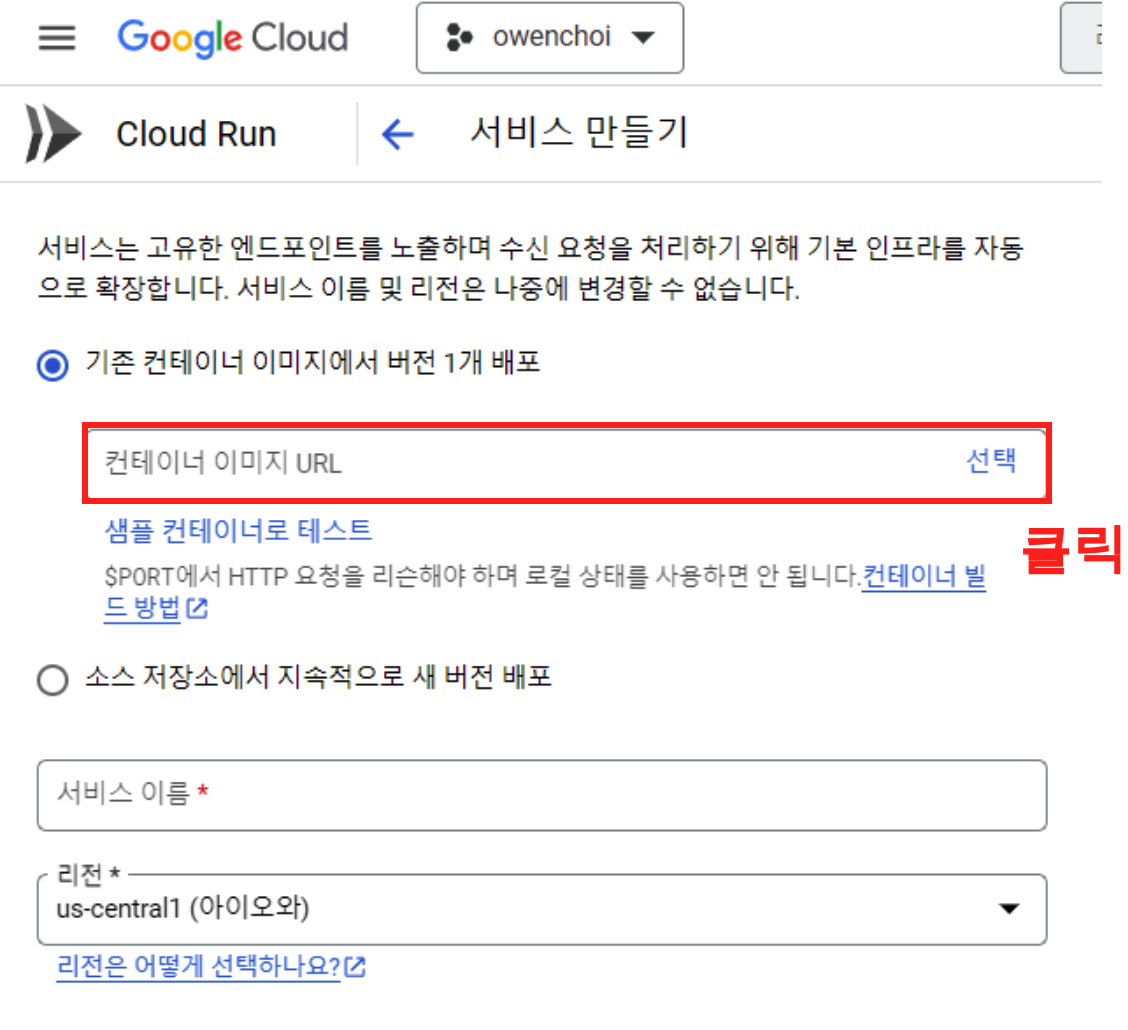 Google Cloud owenchoi
Cloud Run 서비스 만들기
서비스는 고유한 엔드포인트를 노출하며 수신 요청을 처리하기 위해 기본 인프라를 자동
으로 확장합니다. 서비스 이름 및 리전은 나중에 변경할 수 없습니다.
기존 컨테이너 이미지에서 버전 1개 배포
컨테이너 이미지 URL 선택
샘플 컨테이너로 테스트
클릭
$PORT에서 HTTP 요청을 리슨해야 하며 로컬 상태를 사용하면 안 됩니다.컨테이너 빌
드 방법
소스 저장소에서 지속적으로 새 버전 배포
서비스 이름 *
리전 *
us-central1 (아이오와)
리전은 어떻게 선택하나요?